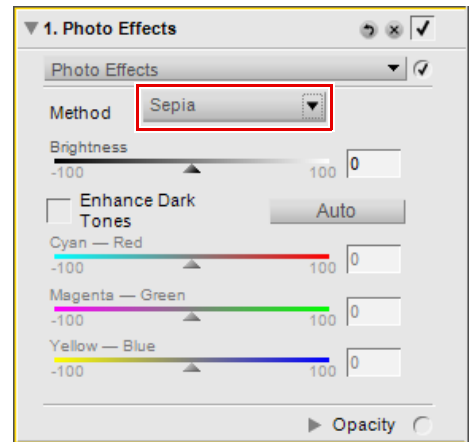 1. Photo Effects
Photo Effects
Method Sepia
Brightness
-100 100 0
Enhance Dark
Tones
Auto
Cyan — Red
-100 100 0
Magenta — Green
-100 100 0
Yellow — Blue
-100 100 0
Opacity